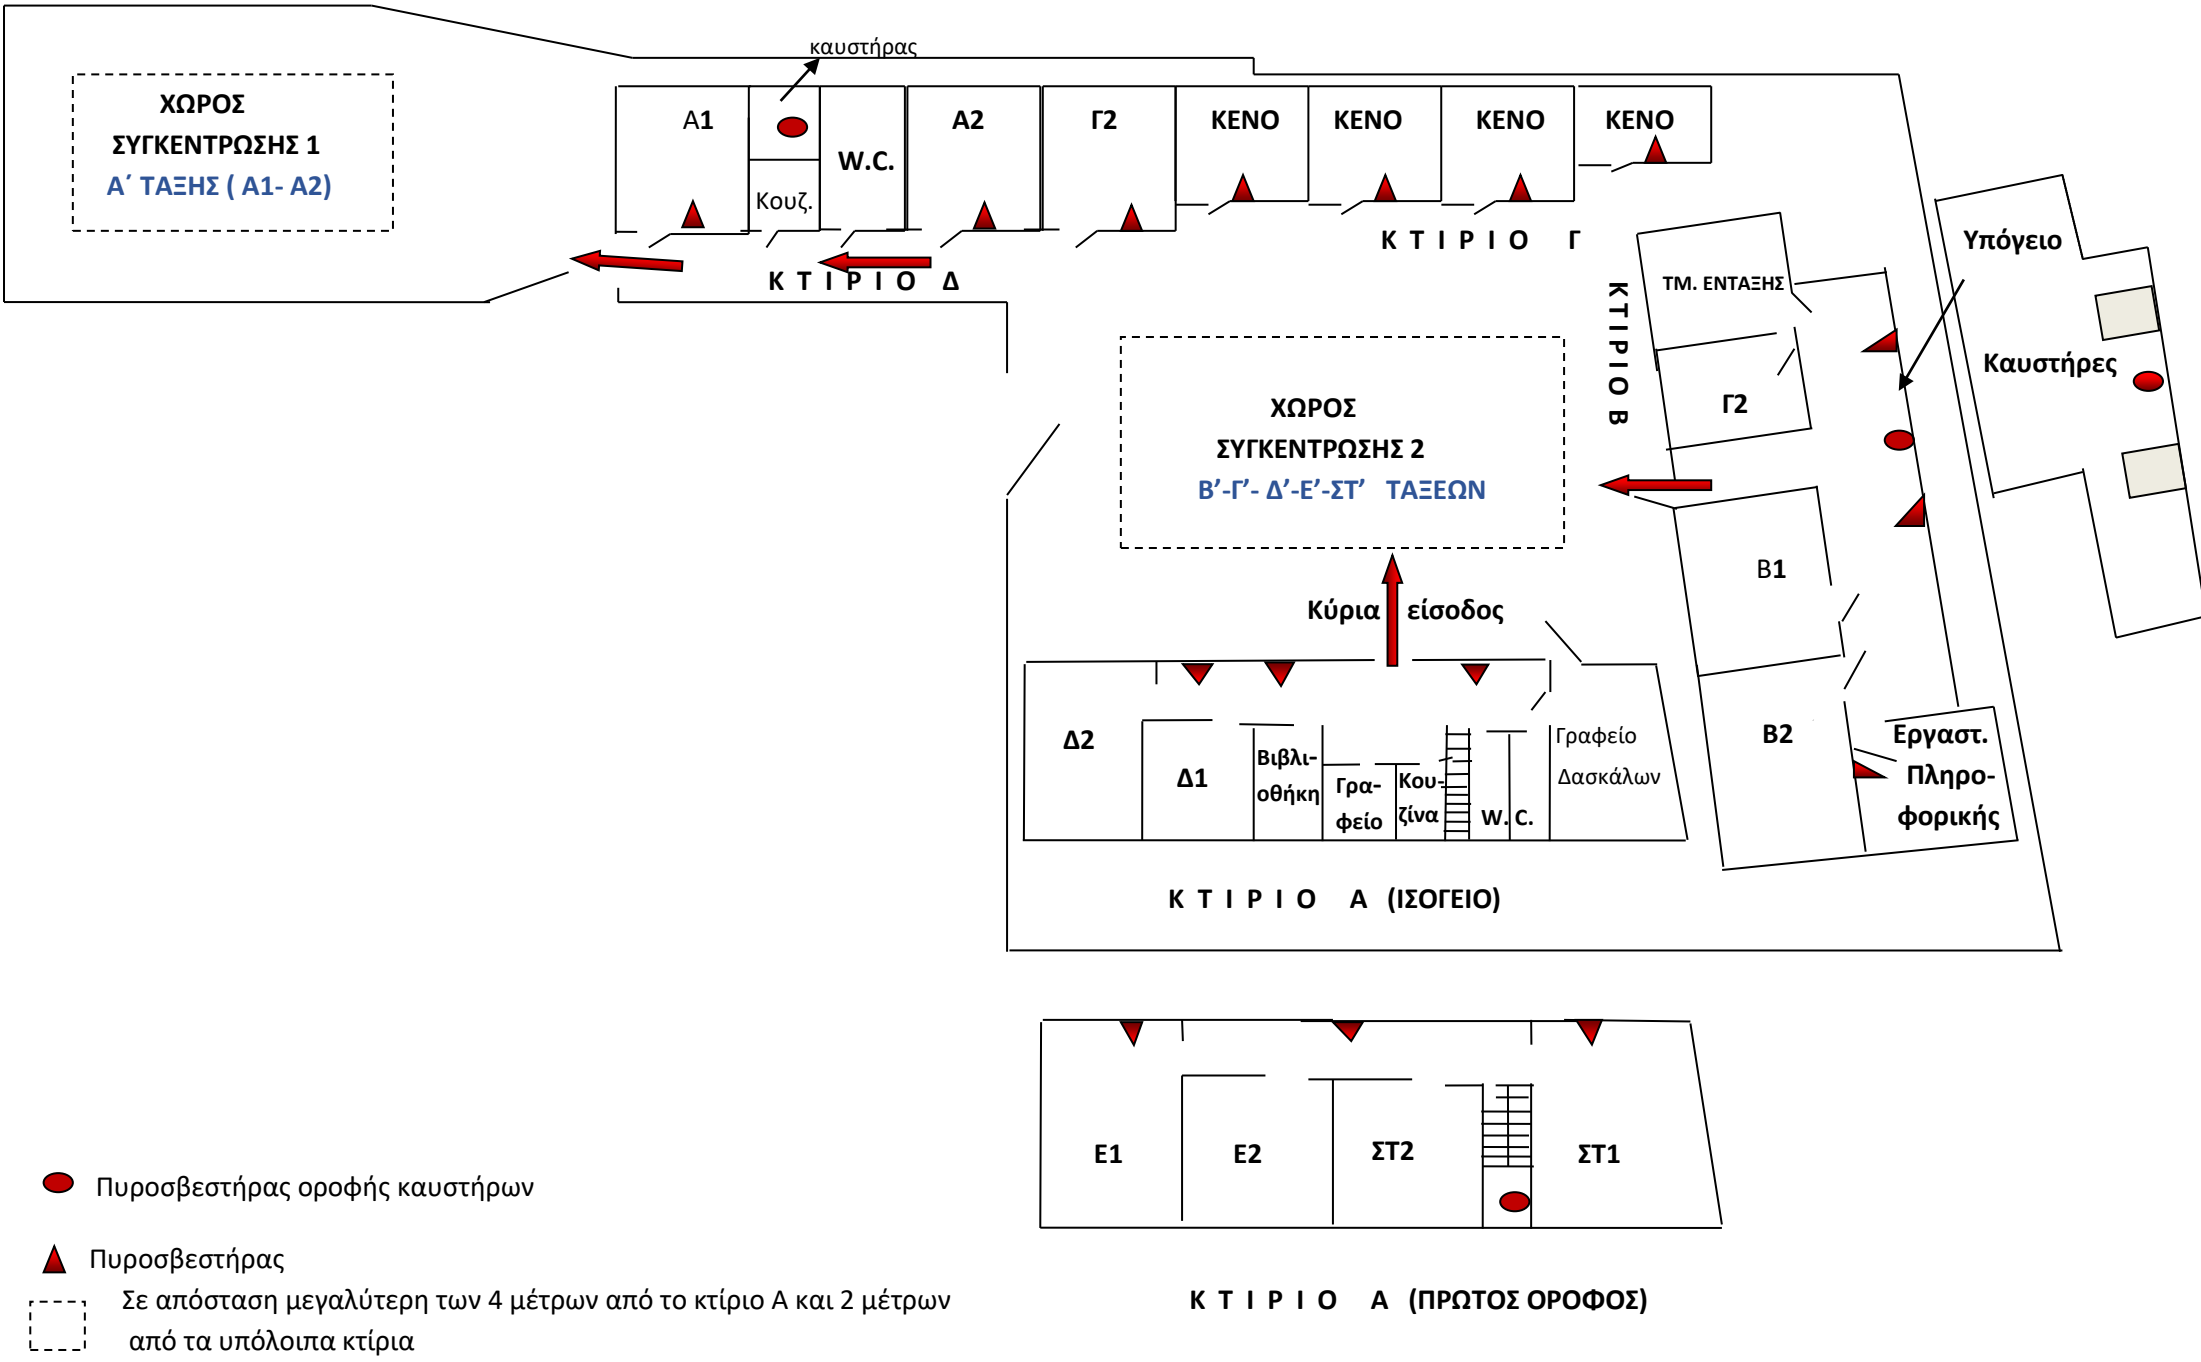 καυστήρας
ΧΩΡΟΣ
ΣΥΓΚΕΝΤΡΩΣΗΣ 1
Α΄ ΤΑΞΗΣ ( Α1- Α2)
Α1
W.C.
Κουζ.
Α2
Γ2
ΚΕΝΟ
ΚΕΝΟ
ΚΕΝΟ
ΚΕΝΟ
Κ Τ Ι Ρ Ι Ο Δ
Κ Τ Ι Ρ Ι Ο Γ
Κ Τ Ι Ρ Ι Ο Β
ΤΜ. ΕΝΤΑΞΗΣ
Γ2
Υπόγειο
Καυστήρες
ΧΩΡΟΣ
ΣΥΓΚΕΝΤΡΩΣΗΣ 2
Β’-Γ’- Δ’-Ε’-ΣΤ’ ΤΑΞΕΩΝ
Β1
Κύρια είσοδος
Β2
Εργαστ.
Πληρο-
φορικής
Δ2
Δ1
Βιβλι-
οθήκη
Γρα-
φείο
Κου-
ζίνα
W. C.
Γραφείο
Δασκάλων
Κ Τ Ι Ρ Ι Ο Α (ΙΣΟΓΕΙΟ)
Ε1
Ε2
ΣΤ2
ΣΤ1
Κ Τ Ι Ρ Ι Ο Α (ΠΡΩΤΟΣ ΟΡΟΦΟΣ)
Πυροσβεστήρας οροφής καυστήρων
Πυροσβεστήρας
Σε απόσταση μεγαλύτερη των 4 μέτρων από το κτίριο Α και 2 μέτρων
από τα υπόλοιπα κτίρια